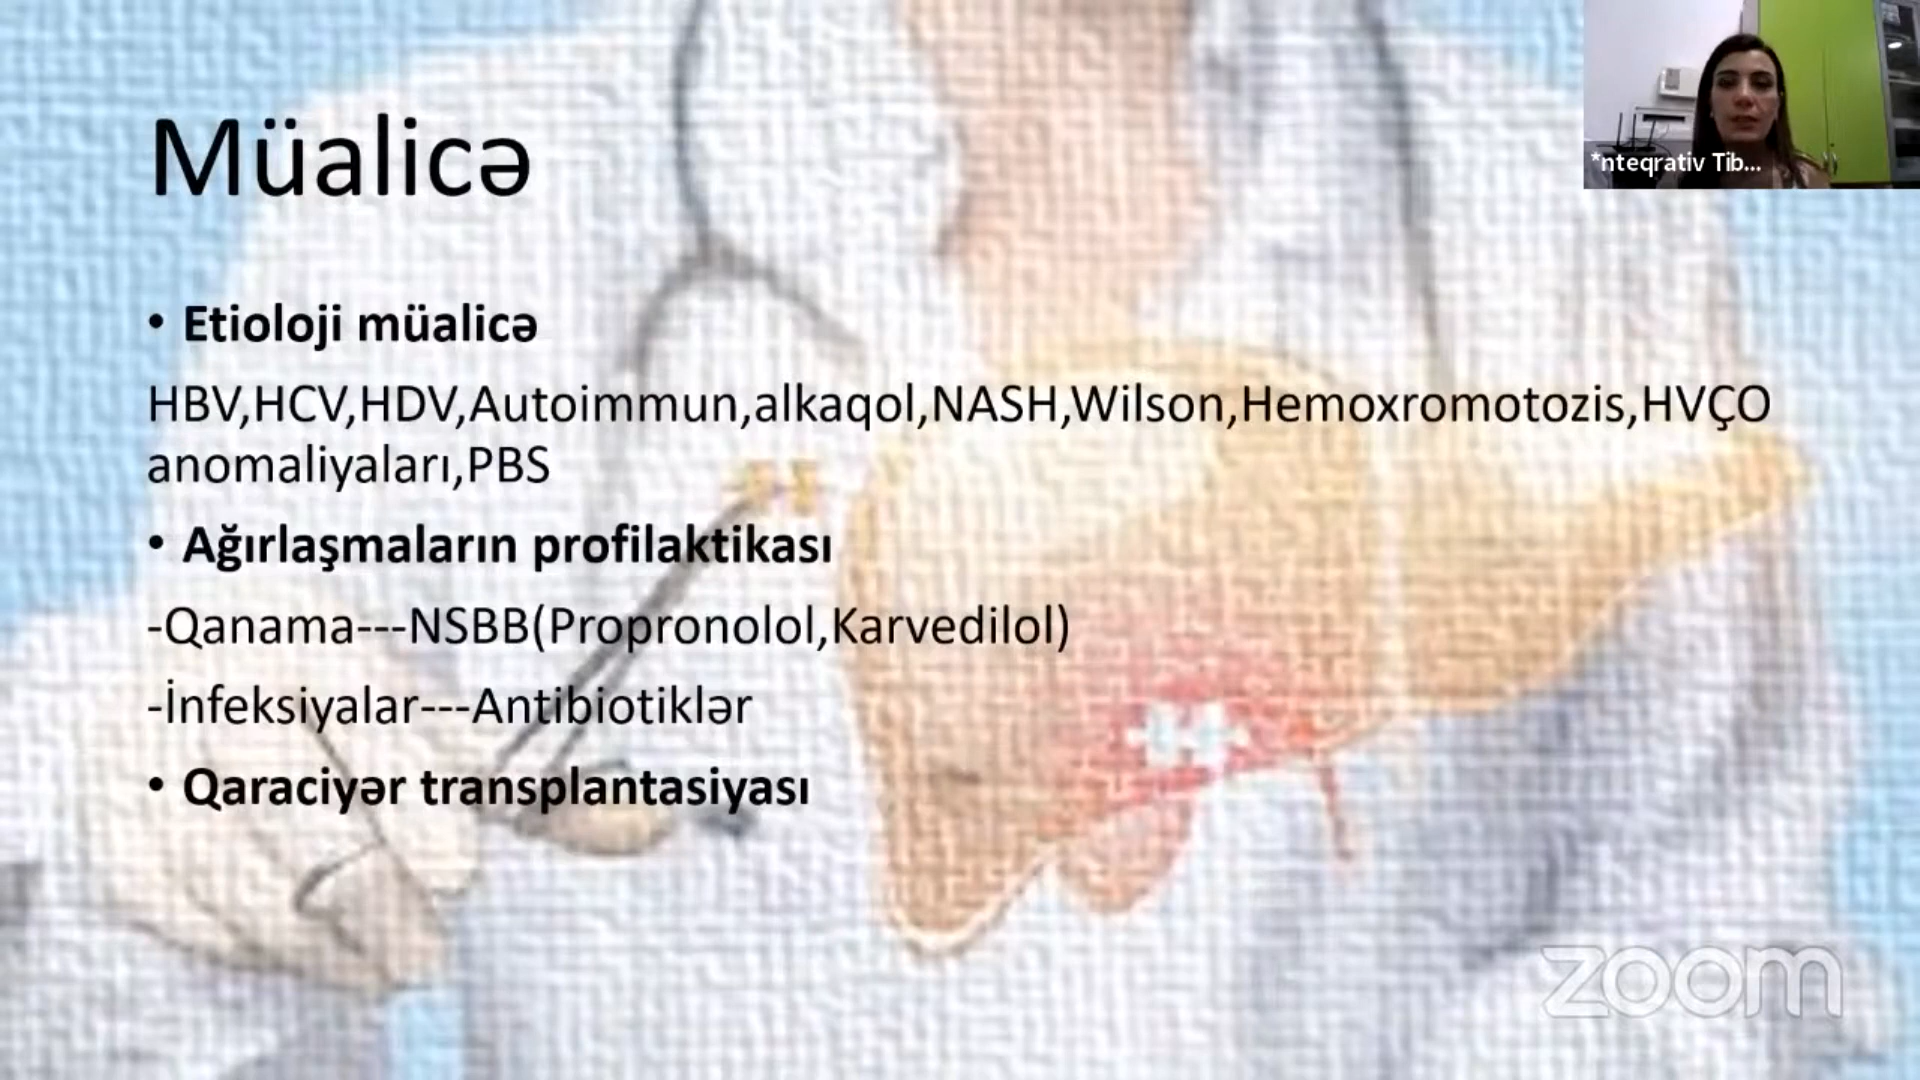 *nteqrativ Tib...
Müalicə
• Etioloji müalicə
HBV,HCV,HDV,Autoimmun,alkaqol,NASH,Wilson,Hemoxromotozis,HVÇO
anomaliyaları,PBS
• Ağırlaşmaların profilaktikası
-Qanama---NSBB(Propronolol,Karvedilol)
-İnfeksiyalar---Antibiotiklər
• Qaraciyər transplantasiyası
zoom